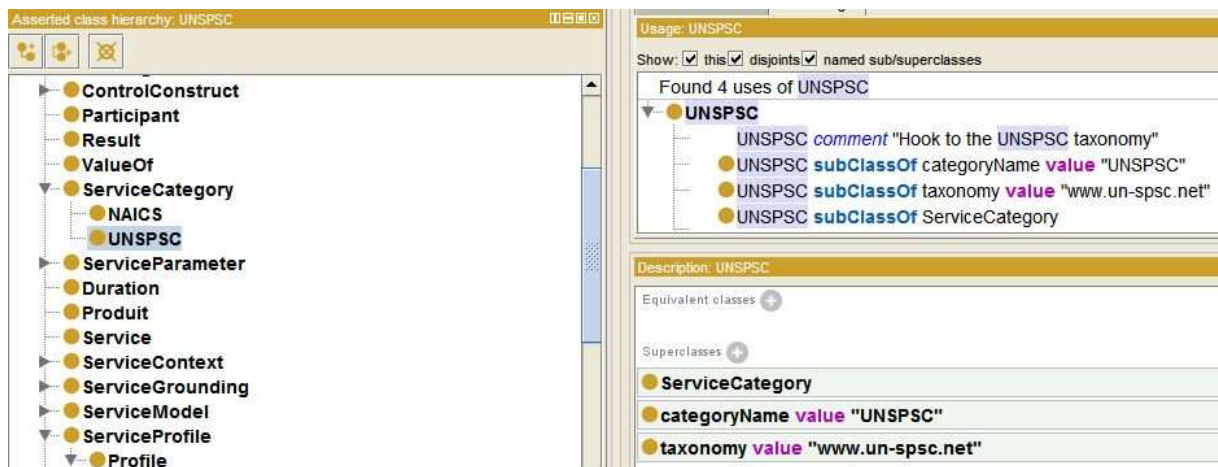 Asserted class hierarchy: UNSPSC
ControlConstruct
Participant
Result
ValueOf
ServiceCategory
NAICS
UNSPSC
ServiceParameter
Duration
Produit
Service
ServiceContext
ServiceGrounding
ServiceModel
ServiceProfile
Profile
Usage: UNSPSC
Show: this disjoints named sub/superclasses
Found 4 uses of UNSPSC
UNSPSC
UNSPSC comment "Hook to the UNSPSC taxonomy"
UNSPSC subClassOf categoryName value "UNSPSC"
UNSPSC subClassOf taxonomy value "www.un-spsc.net"
UNSPSC subClassOf ServiceCategory
Description: UNSPSC
Equivalent classes
Superclasses
ServiceCategory
categoryName value "UNSPSC"
taxonomy value "www.un-spsc.net"